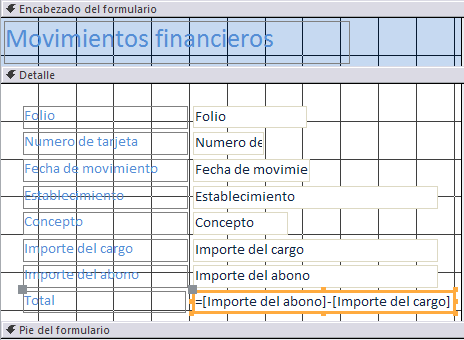 Encabezado del formulario
Movimientos financieros
Detalle
Folio Folio
Numero de tarjeta Numero de
Fecha de movimiento Fecha de movimie
Establecimiento Establecimiento
Concepto Concepto
Importe del cargo Importe del cargo
Importe del abono Importe del abono
Total =[Importe del abono]-[Importe del cargo]
Pie del formulario